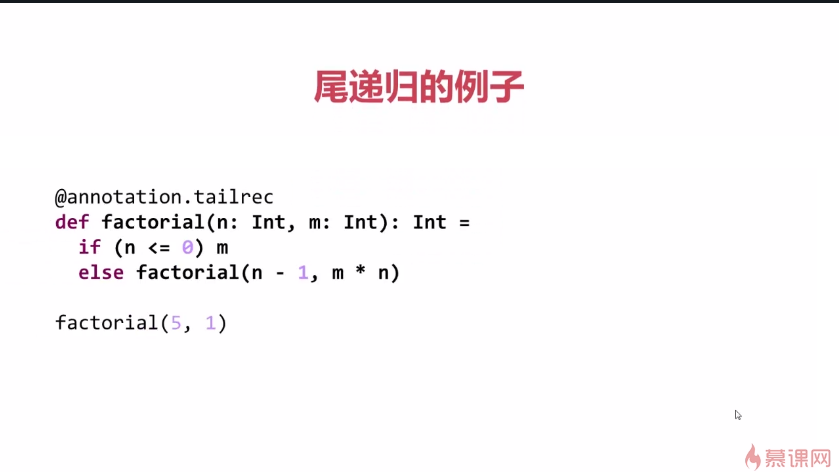 尾递归的例子
@annotation.tailrec
def factorial(n: Int, m: Int): Int =
  if (n <= 0) m
  else factorial(n - 1, m * n)
factorial(5, 1)
慕课网